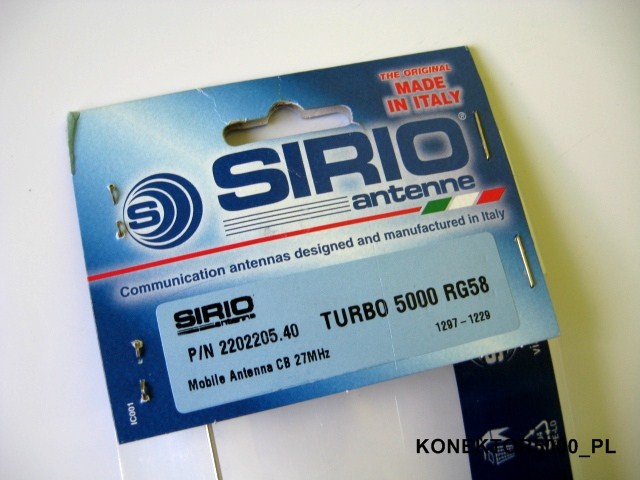 THE ORIGINAL
MADE
IN ITALY
S
SIRIO®
antenne
Communication antennas designed and manufactured in Italy
SIRIO
antenne
TURBO 5000 RG58
P/N 2202205.40
1297-1229
Mobile Antenna CB 27MHz
IC001